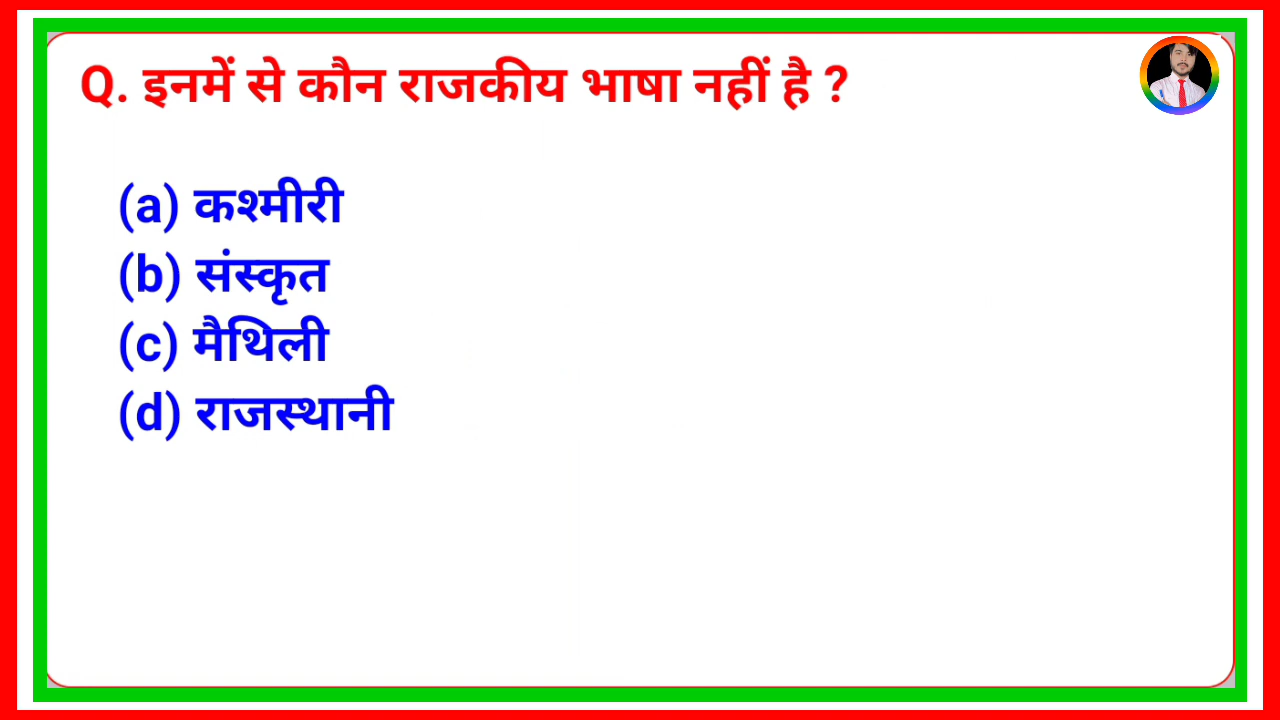 Q. इनमें से कौन राजकीय भाषा नहीं है ?
(a) कश्मीरी
(b) संस्कृत
(c) मैथिली
(d) राजस्थानी